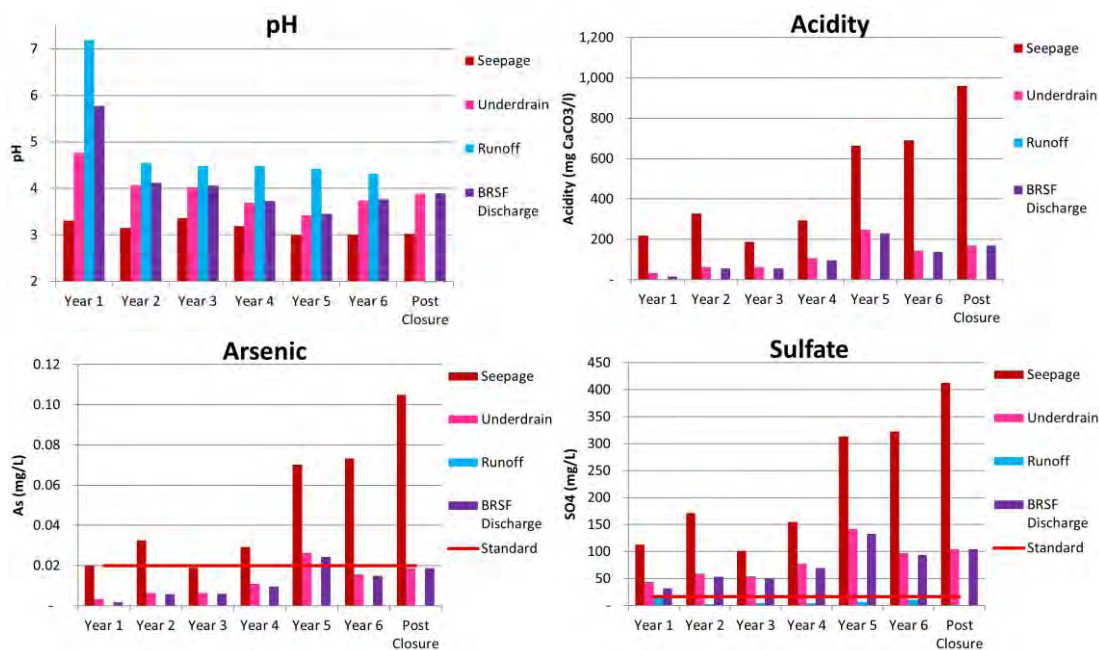 pH
7
6
5
4
3
2
pH
Year 1 Year 2 Year 3 Year 4 Year 5 Year 6 Post
Closure
Seepage
Underdrain
Runoff
BRSF
Discharge
Acidity
1,200
1,000
800
600
400
200
-
Acidity (mg CaCO3/l)
Year 1 Year 2 Year 3 Year 4 Year 5 Year 6 Post
Closure
Seepage
Underdrain
Runoff
BRSF
Discharge
Arsenic
0.12
0.10
0.08
0.06
0.04
0.02
-
As (mg/L)
Year 1 Year 2 Year 3 Year 4 Year 5 Year 6 Post
Closure
Seepage
Underdrain
Runoff
BRSF
Discharge
Standard
Sulfate
450
400
350
300
250
200
150
100
50
-
SO4 (mg/L)
Year 1 Year 2 Year 3 Year 4 Year 5 Year 6 Post
Closure
Seepage
Underdrain
Runoff
BRSF
Discharge
Standard